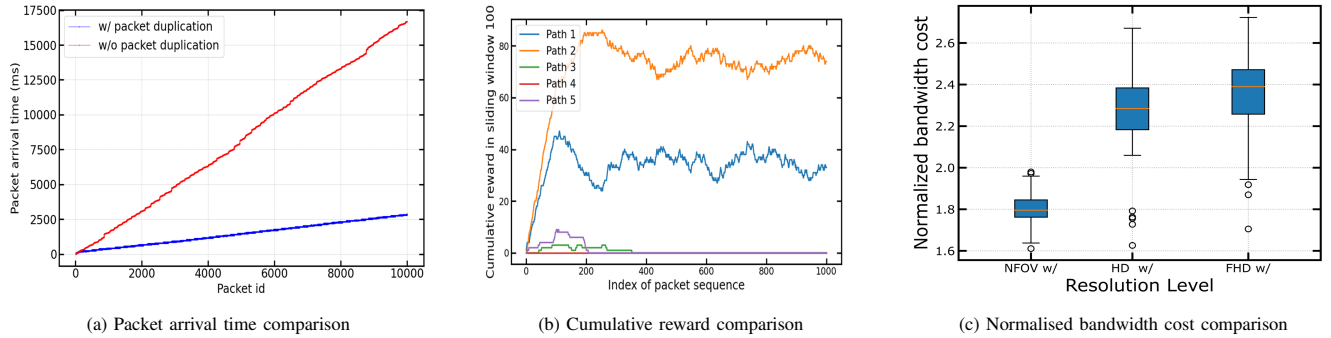 17500
15000
12500
10000
7500
5000
2500
0
Packet arrival time (ms)
w/ packet duplication
w/o packet duplication
0 2000 4000 6000 8000 10000
Packet id
(a) Packet arrival time comparison
Cumulative reward in sliding window 100
80
60
40
20
0
Path 1
Path 2
Path 3
Path 4
Path 5
0 200 400 600 800 1000
Index of packet sequence
(b) Cumulative reward comparison
Normalized bandwidth cost
2.6
2.4
2.2
2.0
1.8
1.6
NFOV w/ HD w/ FHD w/
Resolution Level
(c) Normalised bandwidth cost comparison